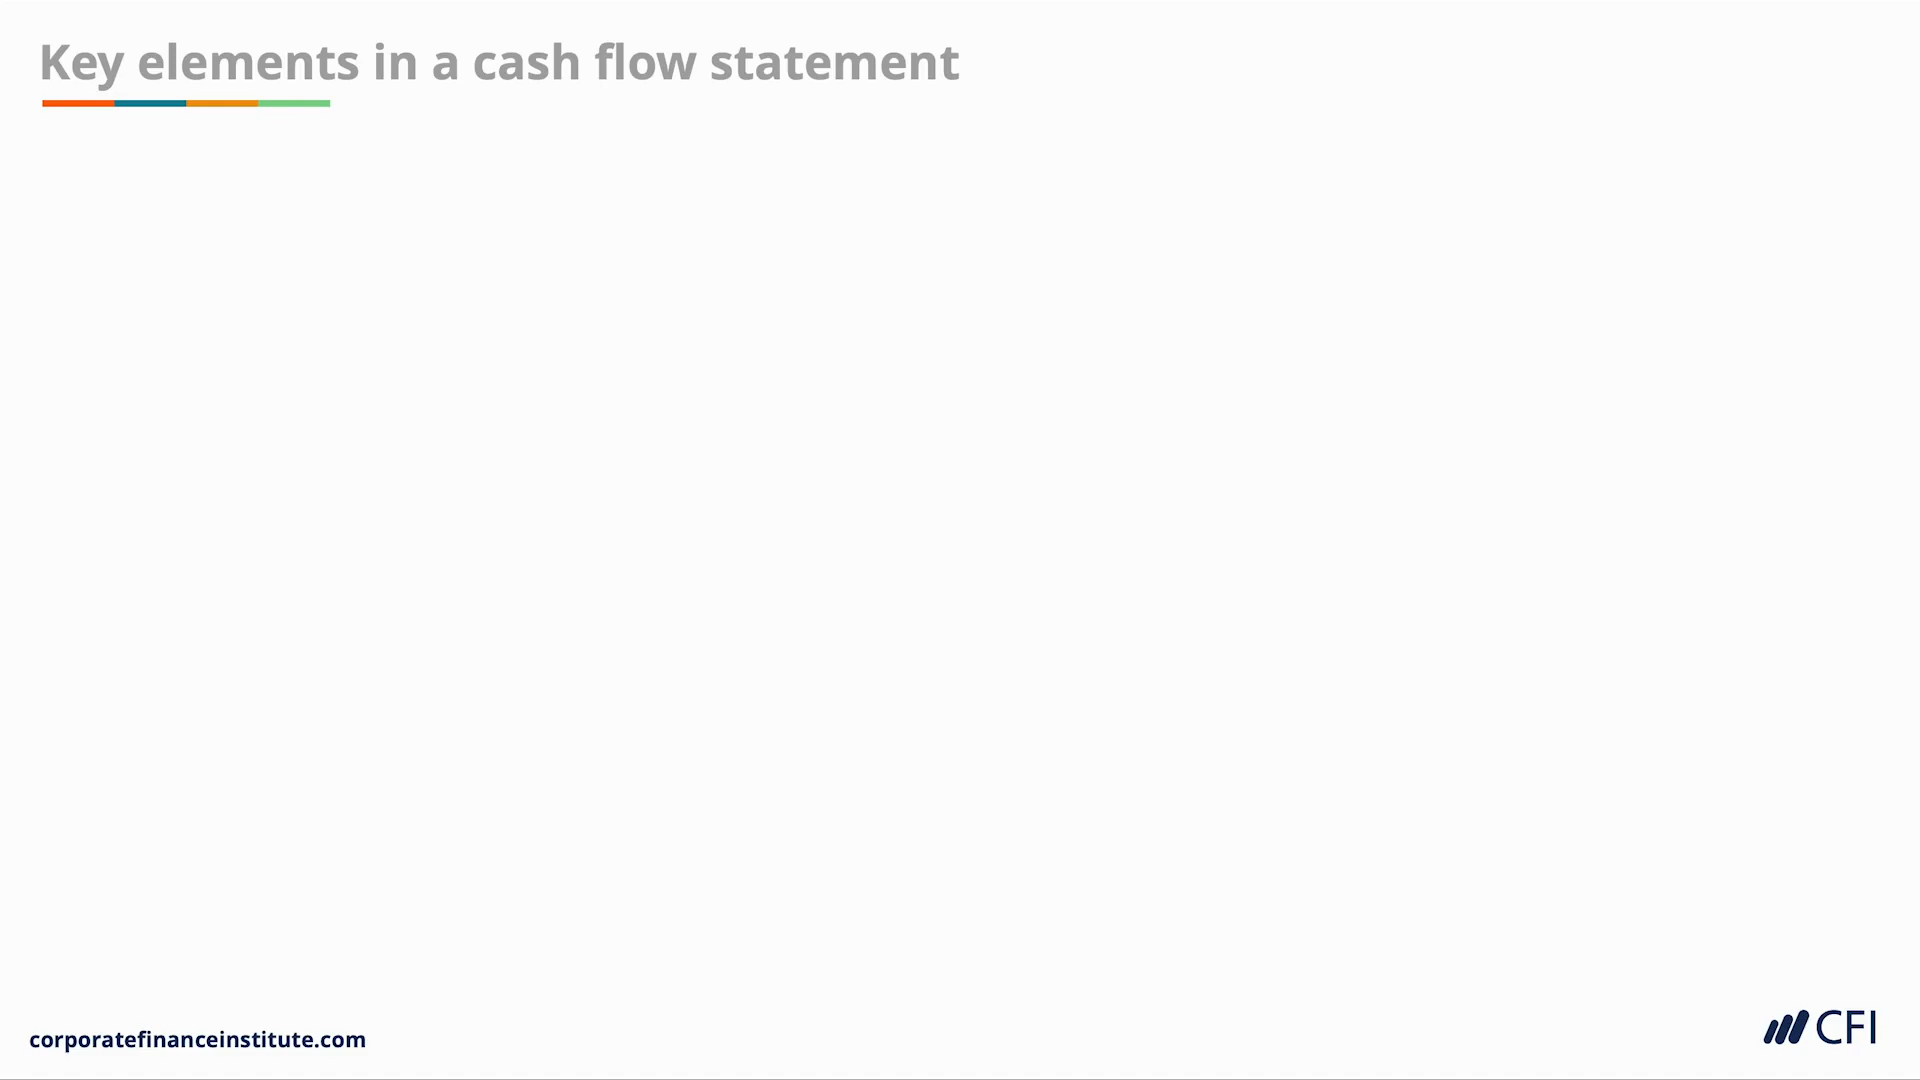 Key elements in a cash flow statement
corporatefinanceinstitute.com
CFI